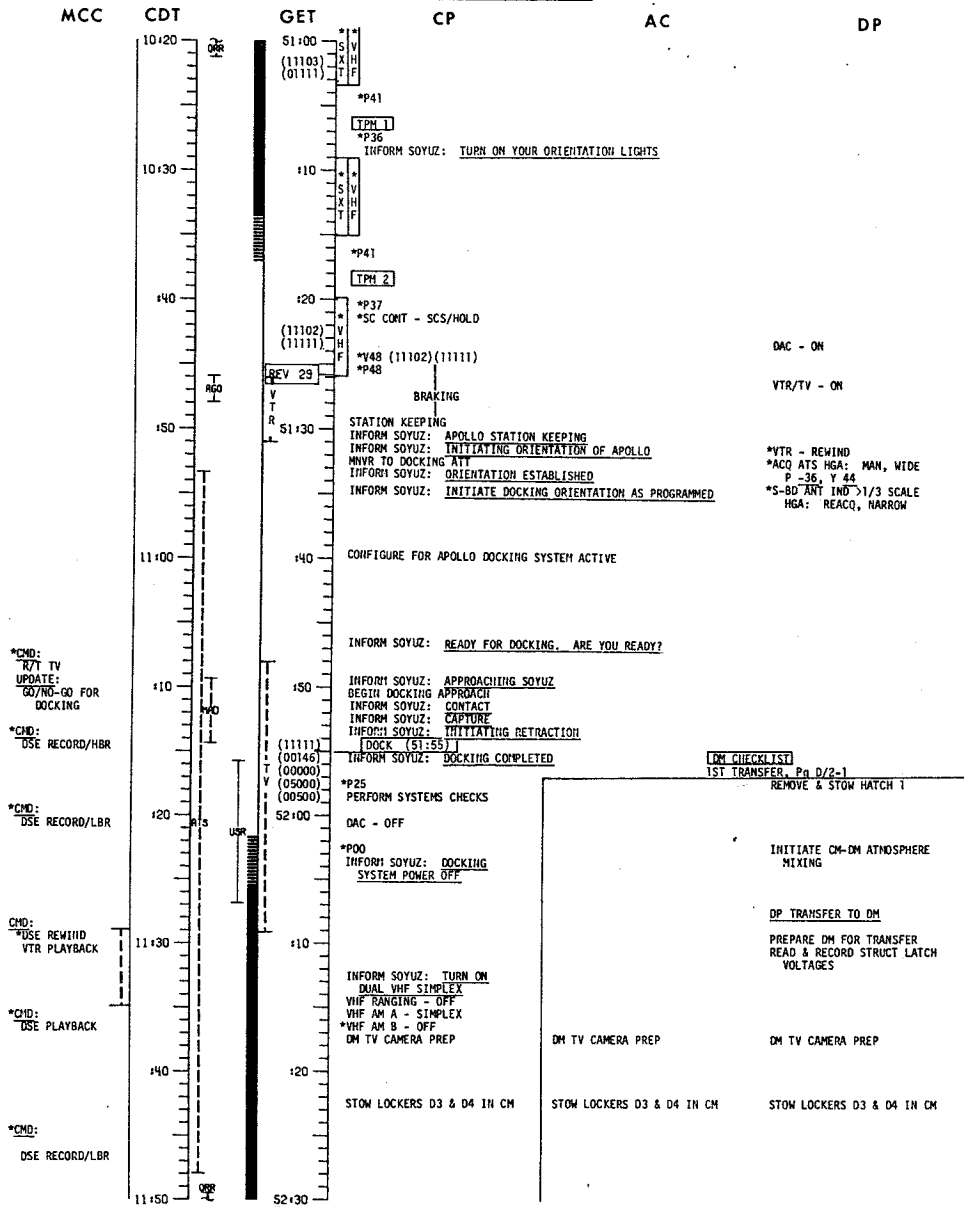 MCC CDT GET CP AC DP
10:20 ORR 51:00 * S X T * V H F
(11103)
(01111)
*P41
TPM 1
*P36
INFORM SOYUZ: TURN ON YOUR ORIENTATION LIGHTS
10:30 :10 * S X T * V H F
*P41
TPM 2
:40 :20 *P37
*SC CONT - SCS/HOLD
(11102)
(11111)
* V H F
DAC - ON
*V48 (11102)(11111)
REV 29 *P48
RGO
VTR/TV - ON
V T R
BRAKING
:50 51:30 STATION KEEPING
INFORM SOYUZ: APOLLO STATION KEEPING
INFORM SOYUZ: INITIATING ORIENTATION OF APOLLO
MNVR TO DOCKING ATT
INFORM SOYUZ: ORIENTATION ESTABLISHED
INFORM SOYUZ: INITIATE DOCKING ORIENTATION AS PROGRAMMED
*VTR - REWIND
*ACQ ATS HGA: MAN, WIDE
P -36, Y 44
*S-BD ANT IND >1/3 SCALE
HGA: REACQ, NARROW
11:00 :40 CONFIGURE FOR APOLLO DOCKING SYSTEM ACTIVE
INFORM SOYUZ: READY FOR DOCKING. ARE YOU READY?
*CMD:
R/T TV
UPDATE:
GO/NO-GO FOR
DOCKING
:10 MAD :50 INFORM SOYUZ: APPROACHING SOYUZ
BEGIN DOCKING APPROACH
INFORM SOYUZ: CONTACT
INFORM SOYUZ: CAPTURE
INFORM SOYUZ: INITIATING RETRACTION
*CMD:
DSE RECORD/HBR
(11111) DOCK (51:55)
(00146) INFORM SOYUZ: DOCKING COMPLETED
(00000)
(05000) *P25
(00500) PERFORM SYSTEMS CHECKS
T V
DM CHECKLIST
1ST TRANSFER, Pg D/2-1
REMOVE & STOW HATCH 1
*CMD:
DSE RECORD/LBR
:20 ATS USR 52:00 DAC - OFF
*P00
INFORM SOYUZ: DOCKING
SYSTEM POWER OFF
INITIATE CM-DM ATMOSPHERE
MIXING
DP TRANSFER TO DM
CMD:
*DSE REWIND
VTR PLAYBACK
11:30 :10
PREPARE DM FOR TRANSFER
READ & RECORD STRUCT LATCH
VOLTAGES
INFORM SOYUZ: TURN ON
DUAL VHF SIMPLEX
VHF RANGING - OFF
VHF AM A - SIMPLEX
*VHF AM B - OFF
*CMD:
DSE PLAYBACK
DM TV CAMERA PREP DM TV CAMERA PREP DM TV CAMERA PREP
:40 :20
STOW LOCKERS D3 & D4 IN CM STOW LOCKERS D3 & D4 IN CM STOW LOCKERS D3 & D4 IN CM
*CMD:
DSE RECORD/LBR
ORR
11:50 52:30